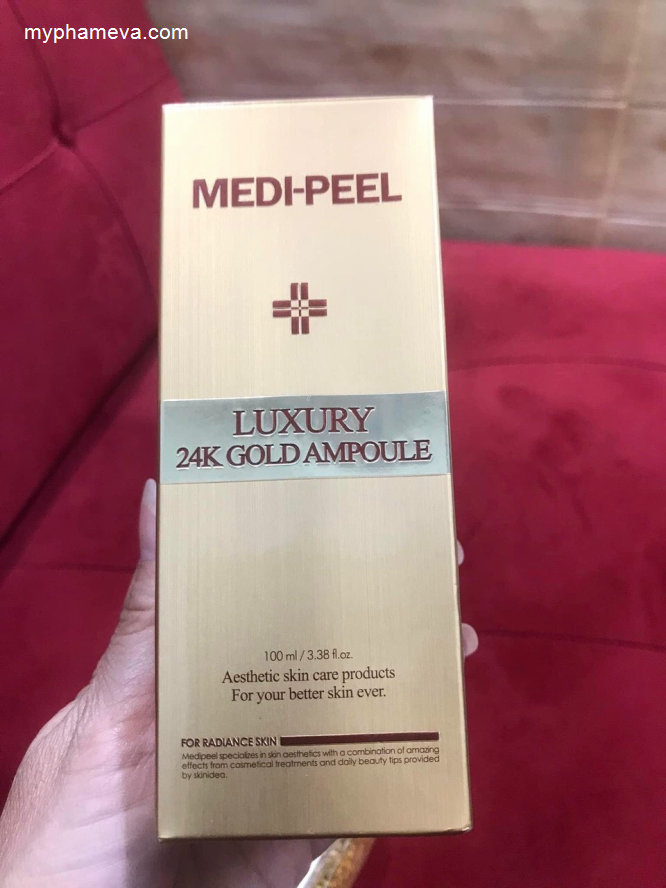 myphameva.com
MEDI-PEEL
LUXURY
24K GOLD AMPOULE
100 ml / 3.38 fl.oz.
Aesthetic skin care products
For your better skin ever.
FOR RADIANCE SKIN
Medipeel specializes in skin aesthetics with a combination of amazing
effects from cosmetical treatments and daily beauty tips provided
by skinidea.